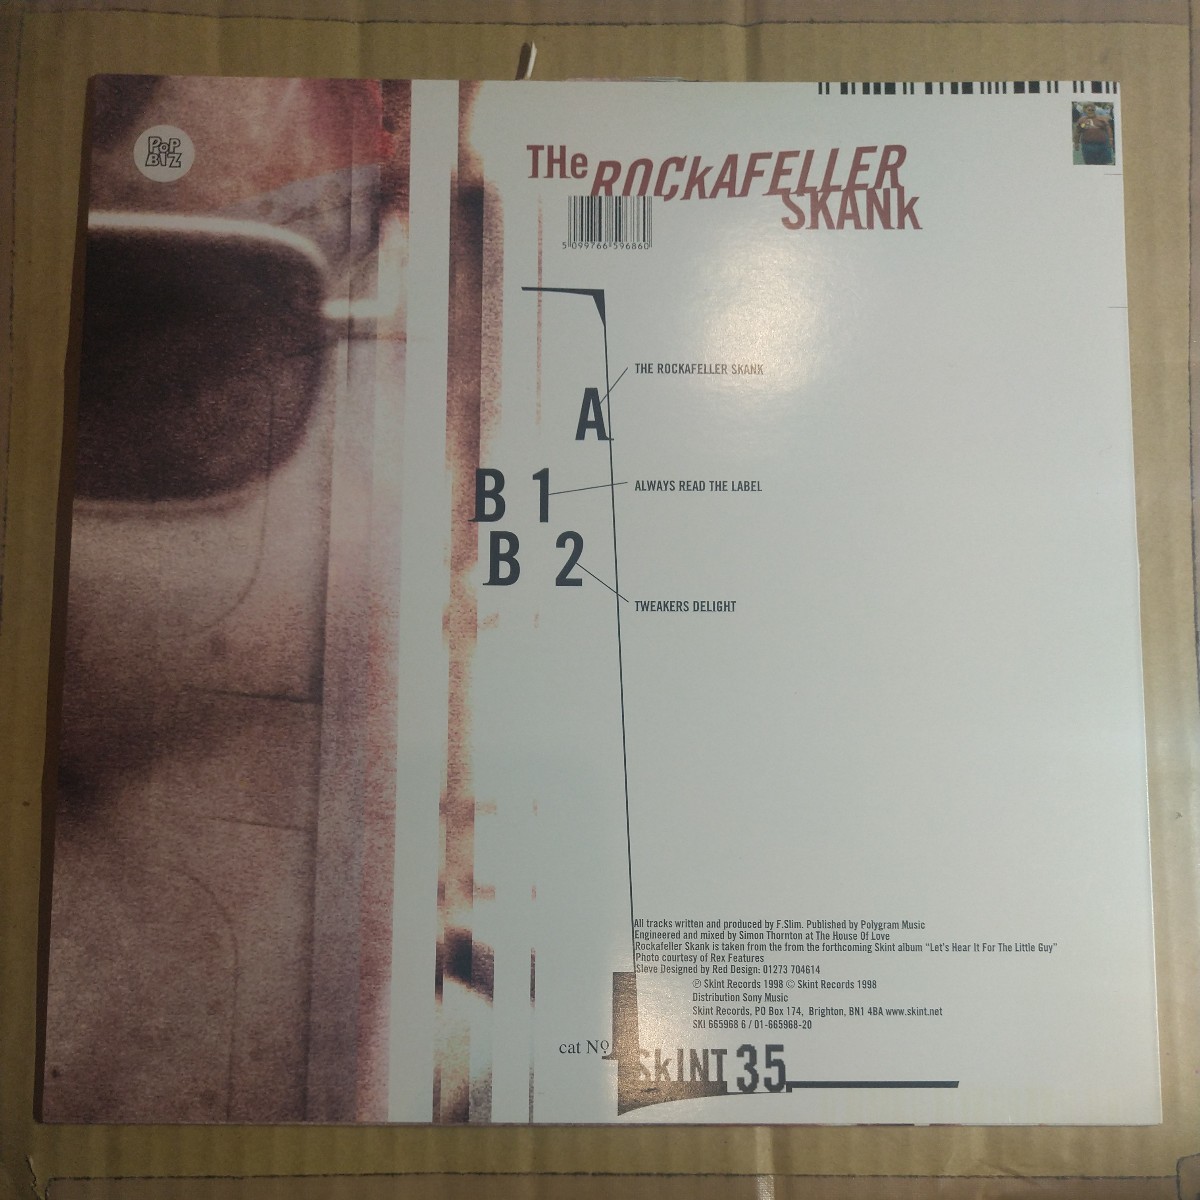 POP
BIZ
THe ROCkAFELLER
SKANk
5 099766 596860
THE ROCKAFELLER SKANK
A
B 1
ALWAYS READ THE LABEL
B 2
TWEAKERS DELIGHT
All tracks written and produced by F.Slim. Published by Polygram Music
Engineered and mixed by Simon Thornton at The House Of Love
Rockafeller Skank is taken from the from the forthcoming Skint album "Let's Hear It For The Little Guy"
Photo courtesy of Rex Features
Sleve Designed by Red Design: 01273 704614
℗ Skint Records 1998 © Skint Records 1998
Distribution Sony Music
Skint Records, PO Box 174, Brighton, BN1 4BA www.skint.net
SKI 665968 6 / 01-665968-20
cat Nº
SkINT 35